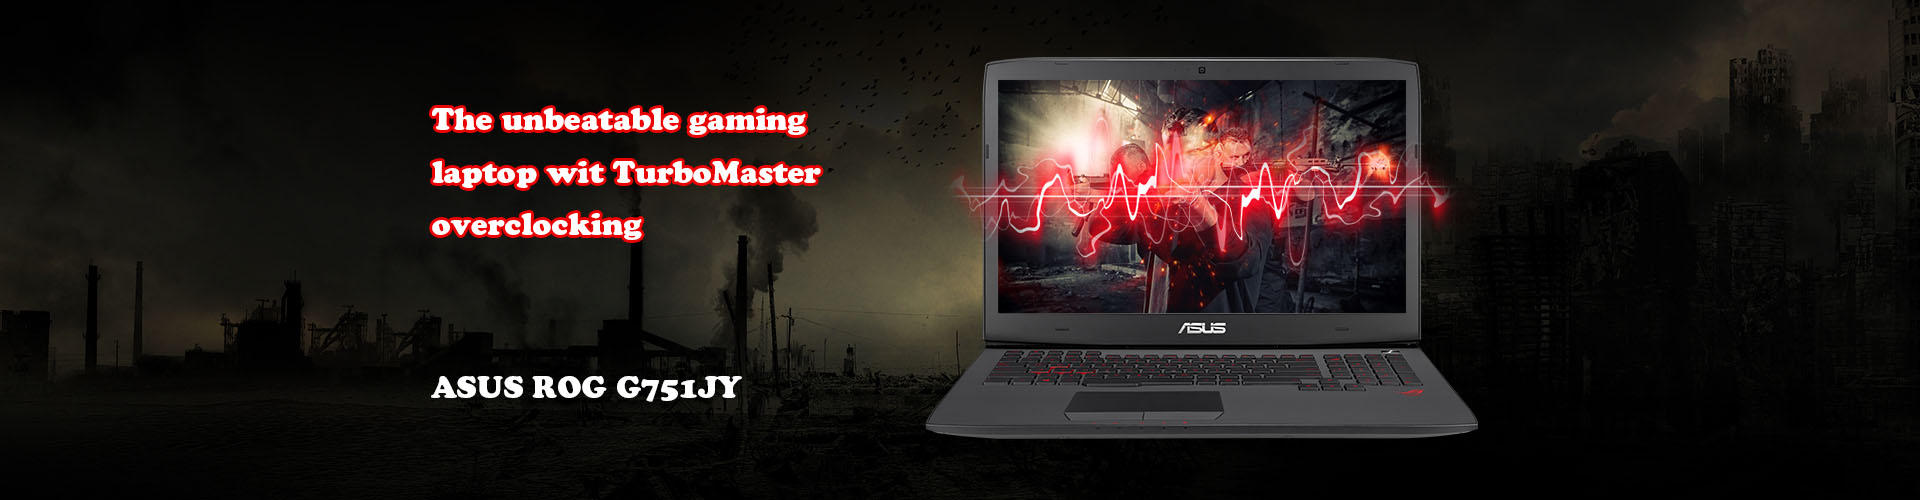 The unbeatable gaming
laptop wit TurboMaster
overclocking
ASUS ROG G751JY
ASUS